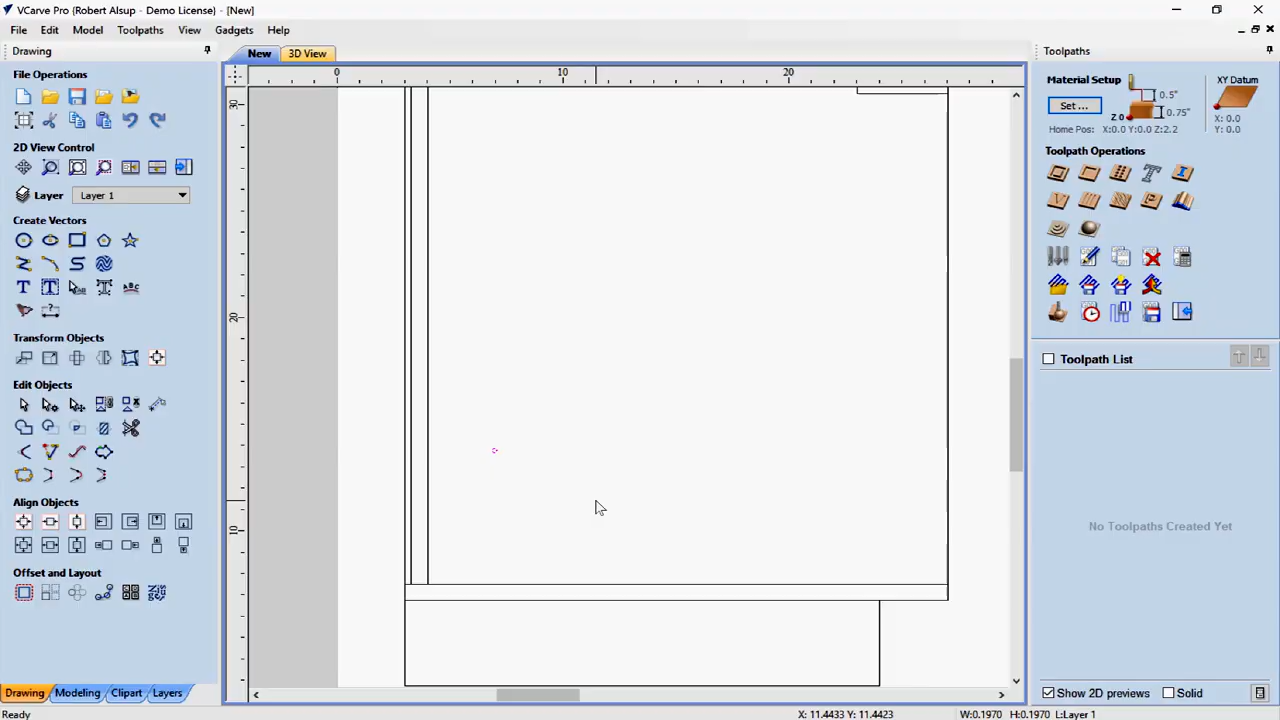 VCarve Pro (Robert Alsup - Demo License) - [New]
File Edit Model Toolpaths View Gadgets Help
Drawing
File Operations
2D View Control
Layer Layer 1
Create Vectors
Transform Objects
Edit Objects
Align Objects
Offset and Layout
Drawing Modeling Clipart Layers
Ready
New 3D View
0 10 20
30
20
10
X: 11.4433 Y: 11.4423
W:0.1970 H:0.1970 L:Layer 1
Toolpaths
Material Setup
Set ...
0.5"
Z 0
0.75"
Home Pos: X:0.0 Y:0.0 Z:2.2
XY Datum
X: 0.0
Y: 0.0
Toolpath Operations
Toolpath List
No Toolpaths Created Yet
Show 2D previews Solid